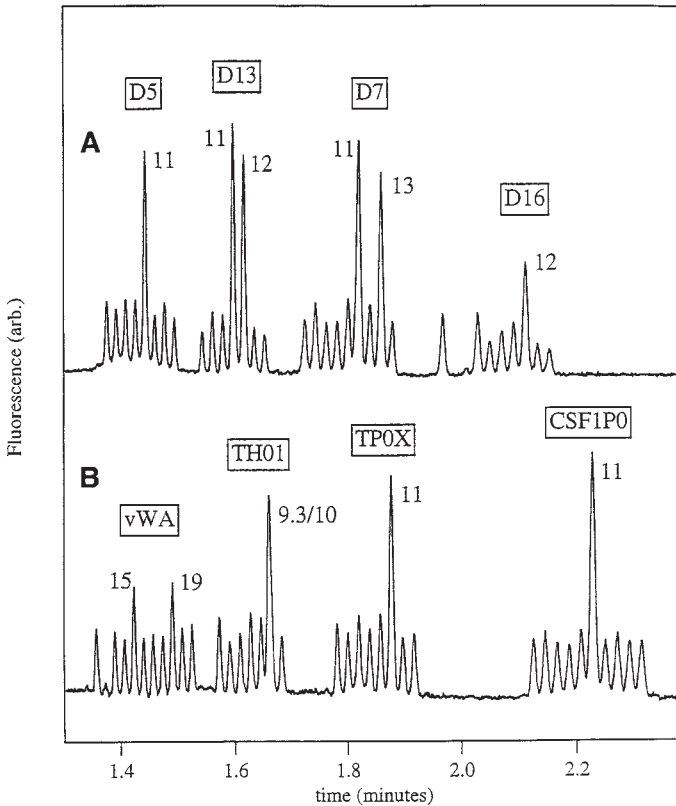 D5
D13
D7
D16
A
11
11
12
11
13
12
Fluorescence (arb.)
B
vWA
TH01
TP0X
CSF1P0
15
19
9.3/10
11
11
1.4
1.6
1.8
2.0
2.2
time (minutes)